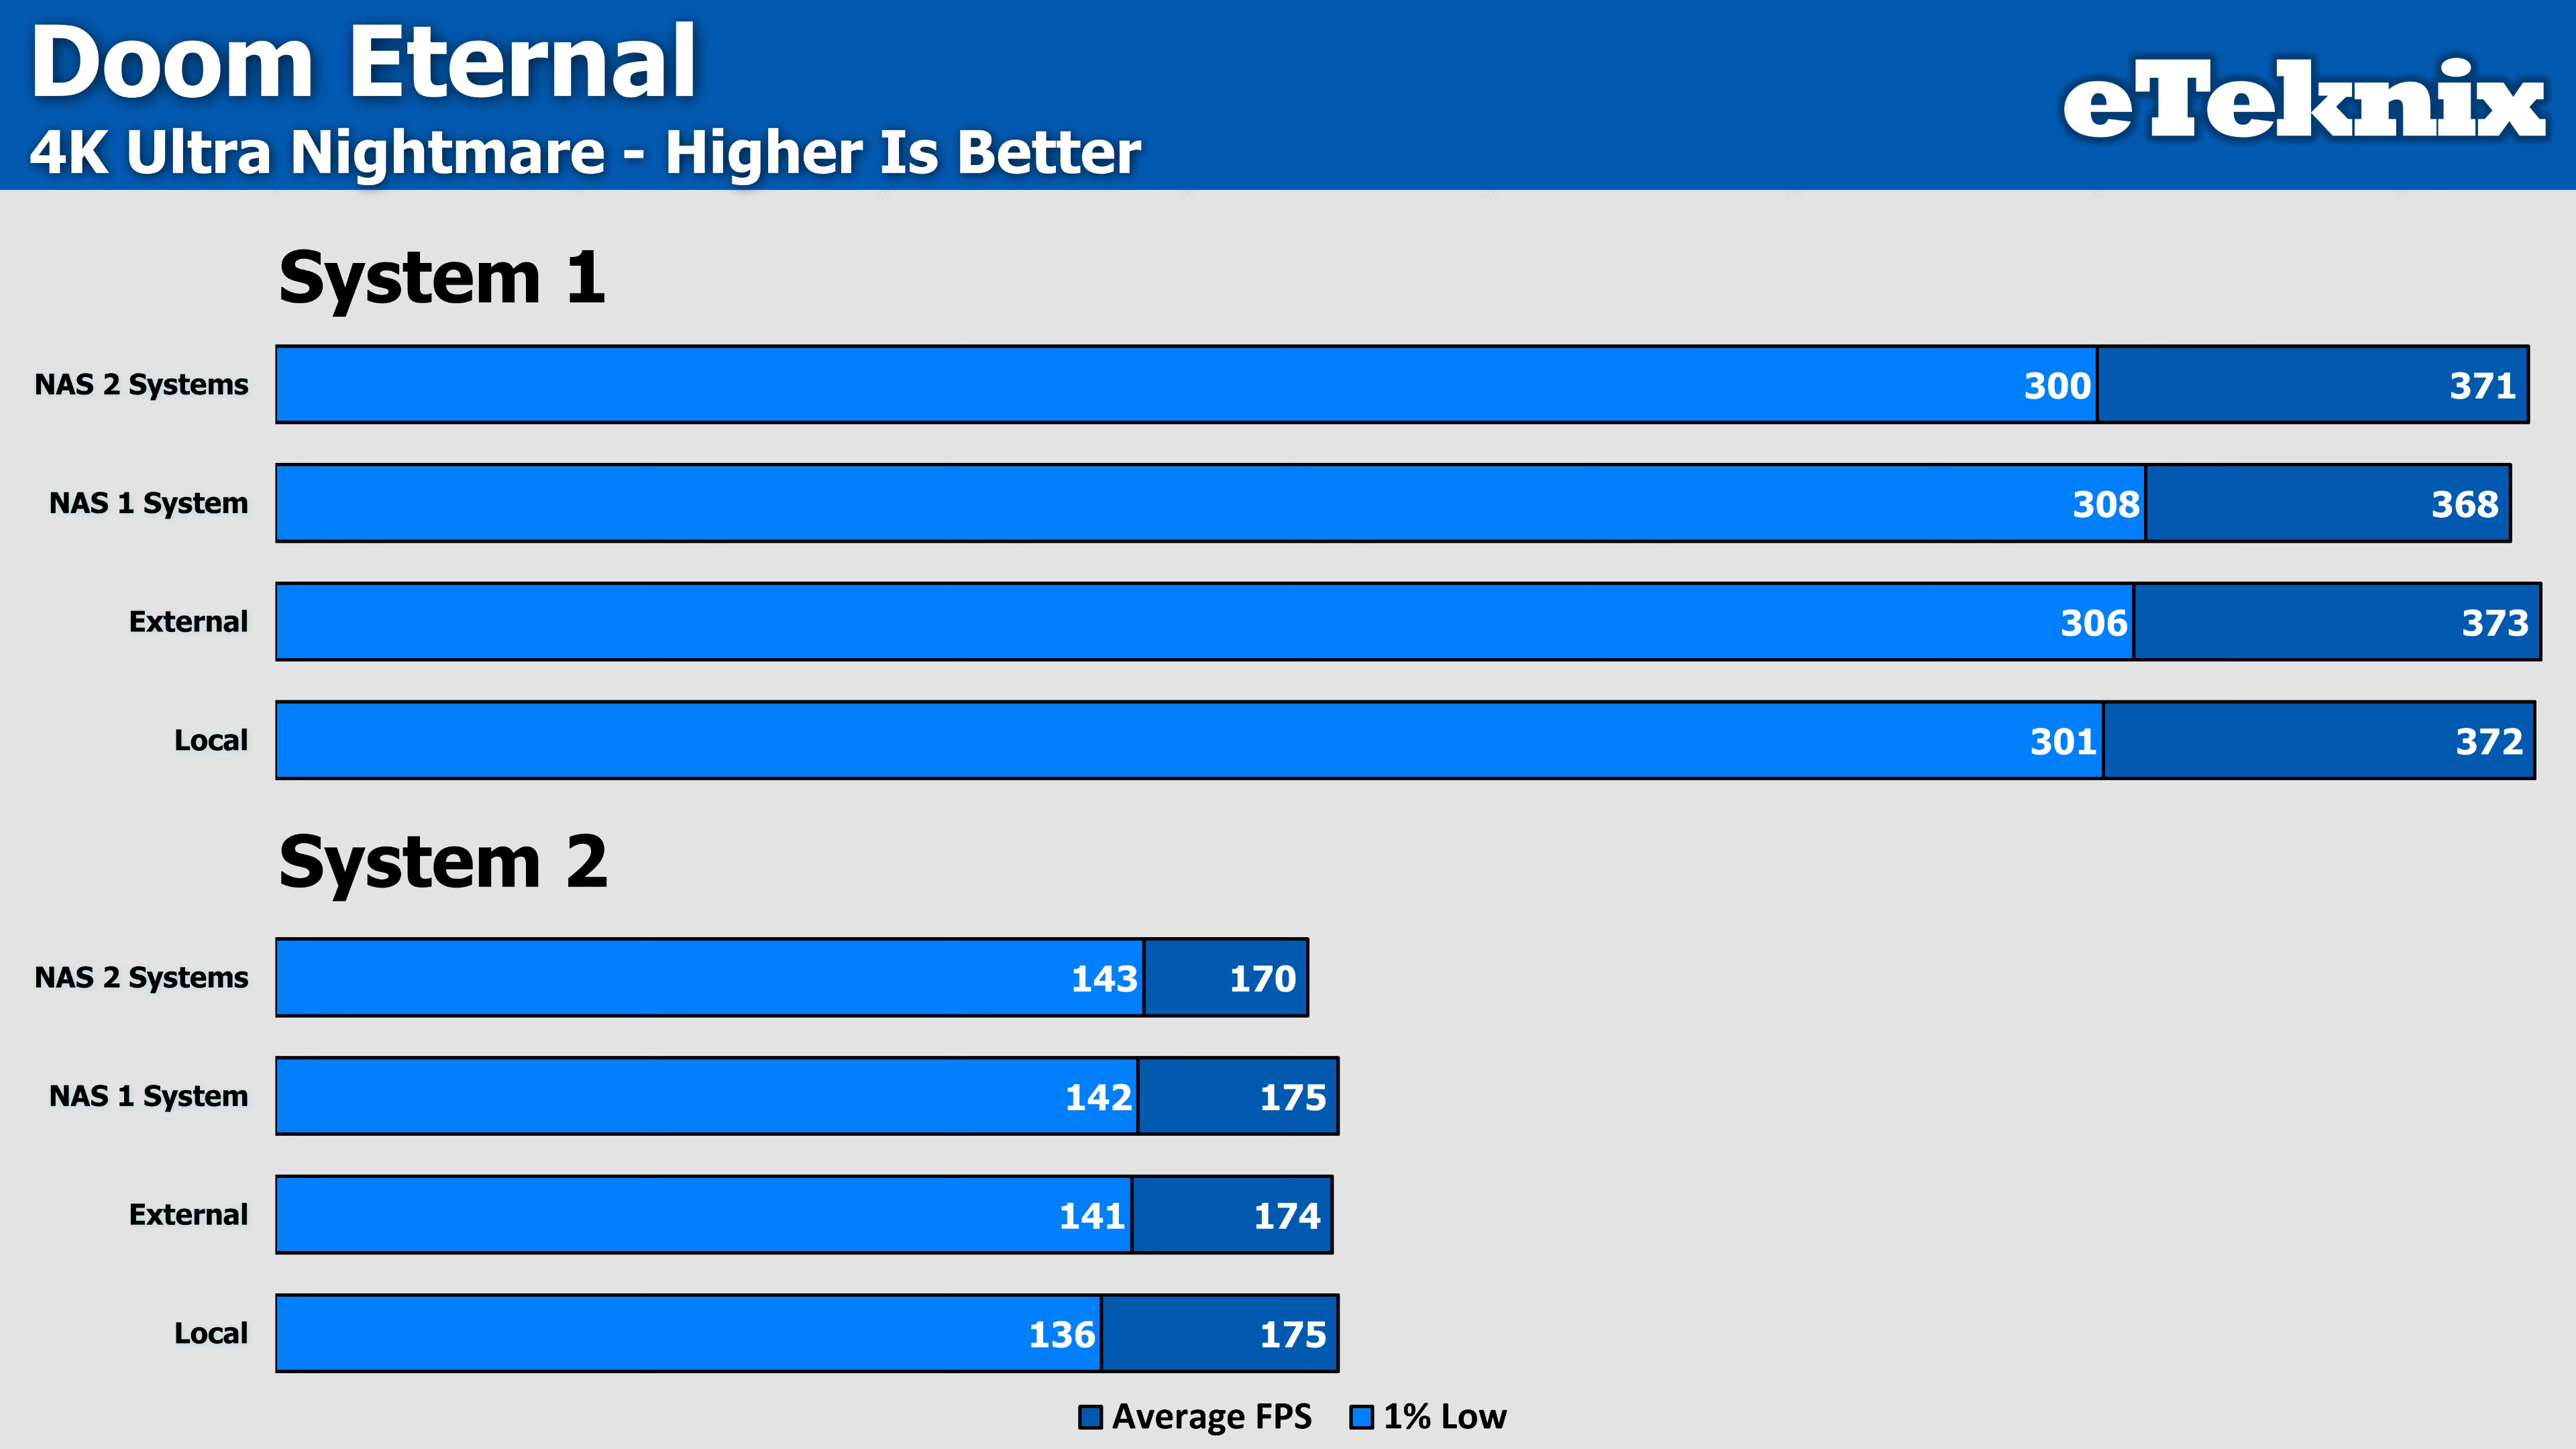 Doom Eternal
eTeknix
4K Ultra Nightmare - Higher Is Better
System 1
NAS 2 Systems 300 371
NAS 1 System 308 368
External 306 373
Local 301 372
System 2
NAS 2 Systems 143 170
NAS 1 System 142 175
External 141 174
Local 136 175
Average FPS 1% Low